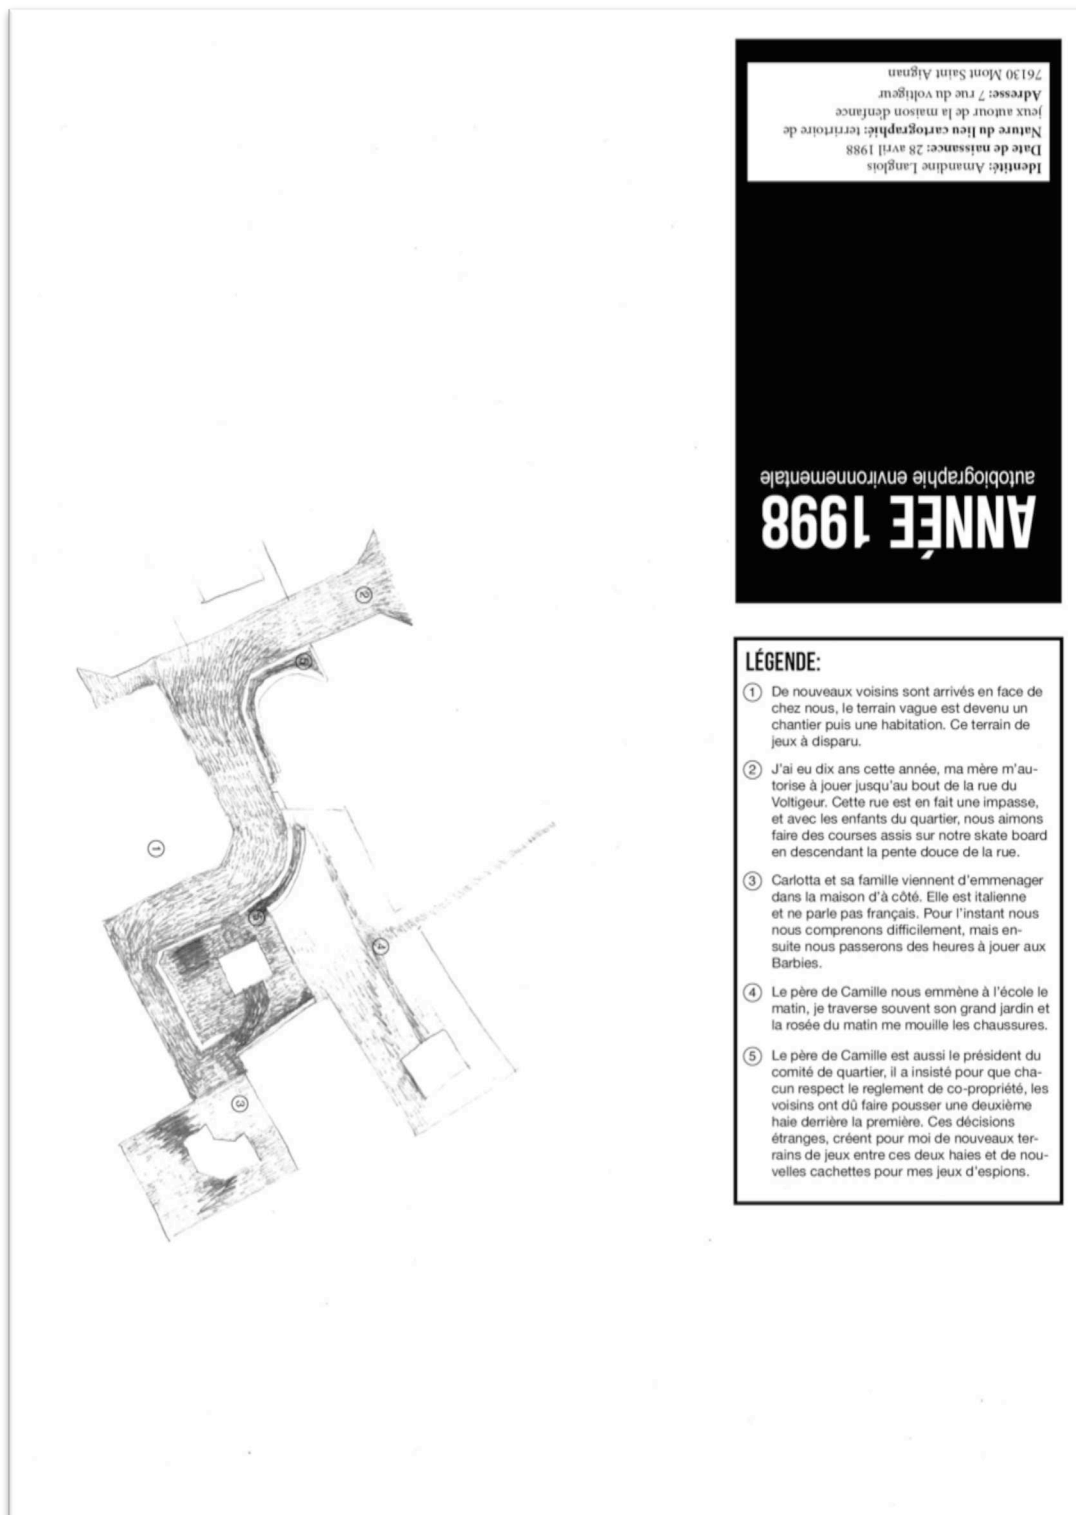 ANNÉE 1998
autobiographie environnementale
Identité: Amandine Langlois
Date de naissance: 28 avril 1988
Nature du lieu cartographié: terrirtoire de
jeux autour de la maison denfance
Adresse: 7 rue du voltigeur
76130 Mont Saint Aignan
LÉGENDE:
1 De nouveaux voisins sont arrivés en face de
chez nous, le terrain vague est devenu un
chantier puis une habitation. Ce terrain de
jeux à disparu.
2 J'ai eu dix ans cette année, ma mère m'au-
torise à jouer jusqu'au bout de la rue du
Voltigeur. Cette rue est en fait une impasse,
et avec les enfants du quartier, nous aimons
faire des courses assis sur notre skate board
en descendant la pente douce de la rue.
3 Carlotta et sa famille viennent d'emmenager
dans la maison d'à côté. Elle est italienne
et ne parle pas français. Pour l'instant nous
nous comprenons difficilement, mais en-
suite nous passerons des heures à jouer aux
Barbies.
4 Le père de Camille nous emmène à l'école le
matin, je traverse souvent son grand jardin et
la rosée du matin me mouille les chaussures.
5 Le père de Camille est aussi le président du
comité de quartier, il a insisté pour que cha-
cun respect le reglement de co-propriété, les
voisins ont dû faire pousser une deuxième
haie derrière la première. Ces décisions
étranges, créent pour moi de nouveaux ter-
rains de jeux entre ces deux haies et de nou-
velles cachettes pour mes jeux d'espions.
2
5
1
5
4
3